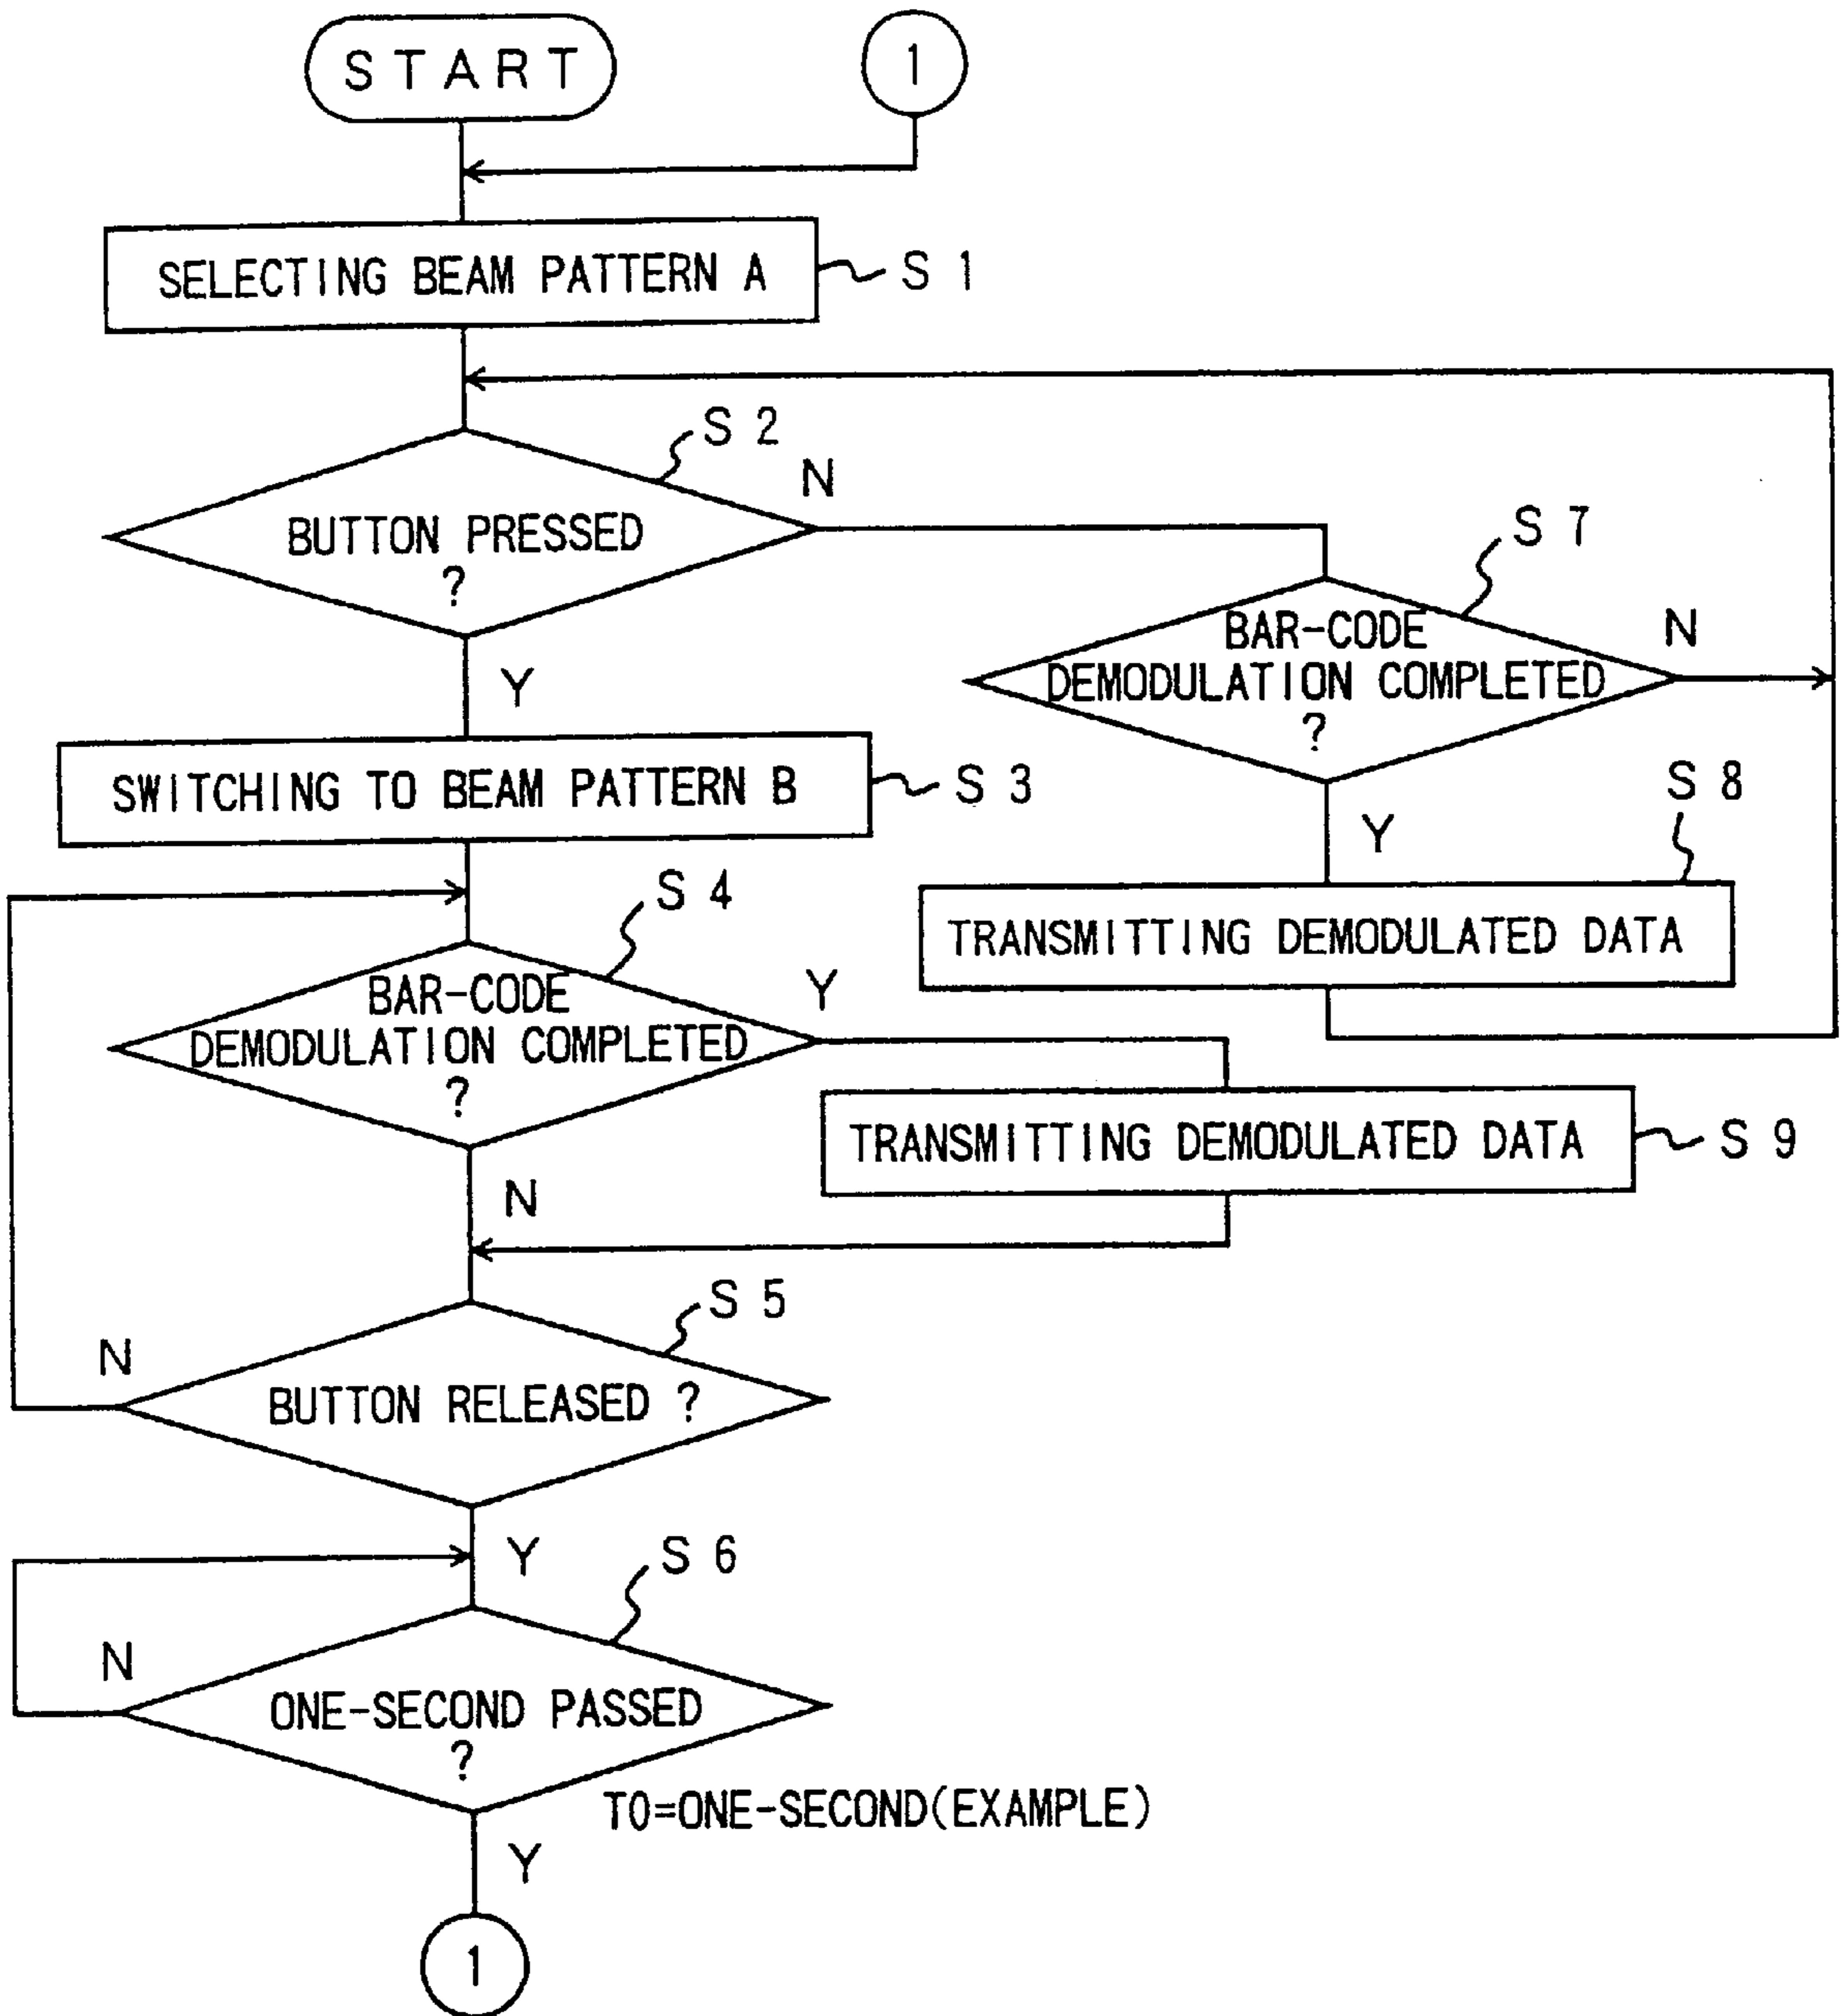 START
1
SELECTING BEAM PATTERN A
S 1
S 2
N
BUTTON PRESSED
?
Y
S 7
BAR-CODE
DEMODULATION COMPLETED
?
N
Y
SWITCHING TO BEAM PATTERN B
S 3
S 8
TRANSMITTING DEMODULATED DATA
S 4
BAR-CODE
DEMODULATION COMPLETED
?
Y
N
TRANSMITTING DEMODULATED DATA
S 9
S 5
N
BUTTON RELEASED ?
Y
S 6
N
ONE-SECOND PASSED
?
T0=ONE-SECOND(EXAMPLE)
Y
1